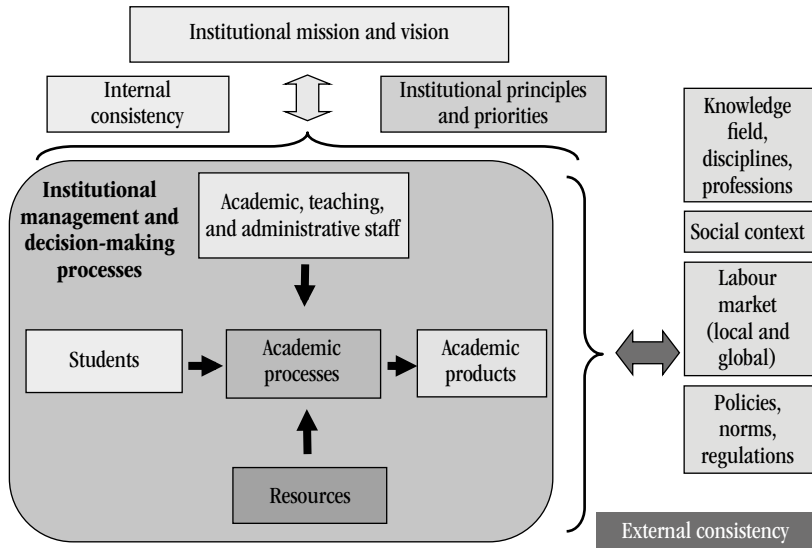 Institutional mission and vision
Internal
consistency
Institutional principles
and priorities
Institutional
management and
decision-making
processes
Academic, teaching,
and administrative staff
Students
Academic
processes
Academic
products
Resources
Knowledge
field,
disciplines,
professions
Social context
Labour
market
(local and
global)
Policies,
norms,
regulations
External consistency